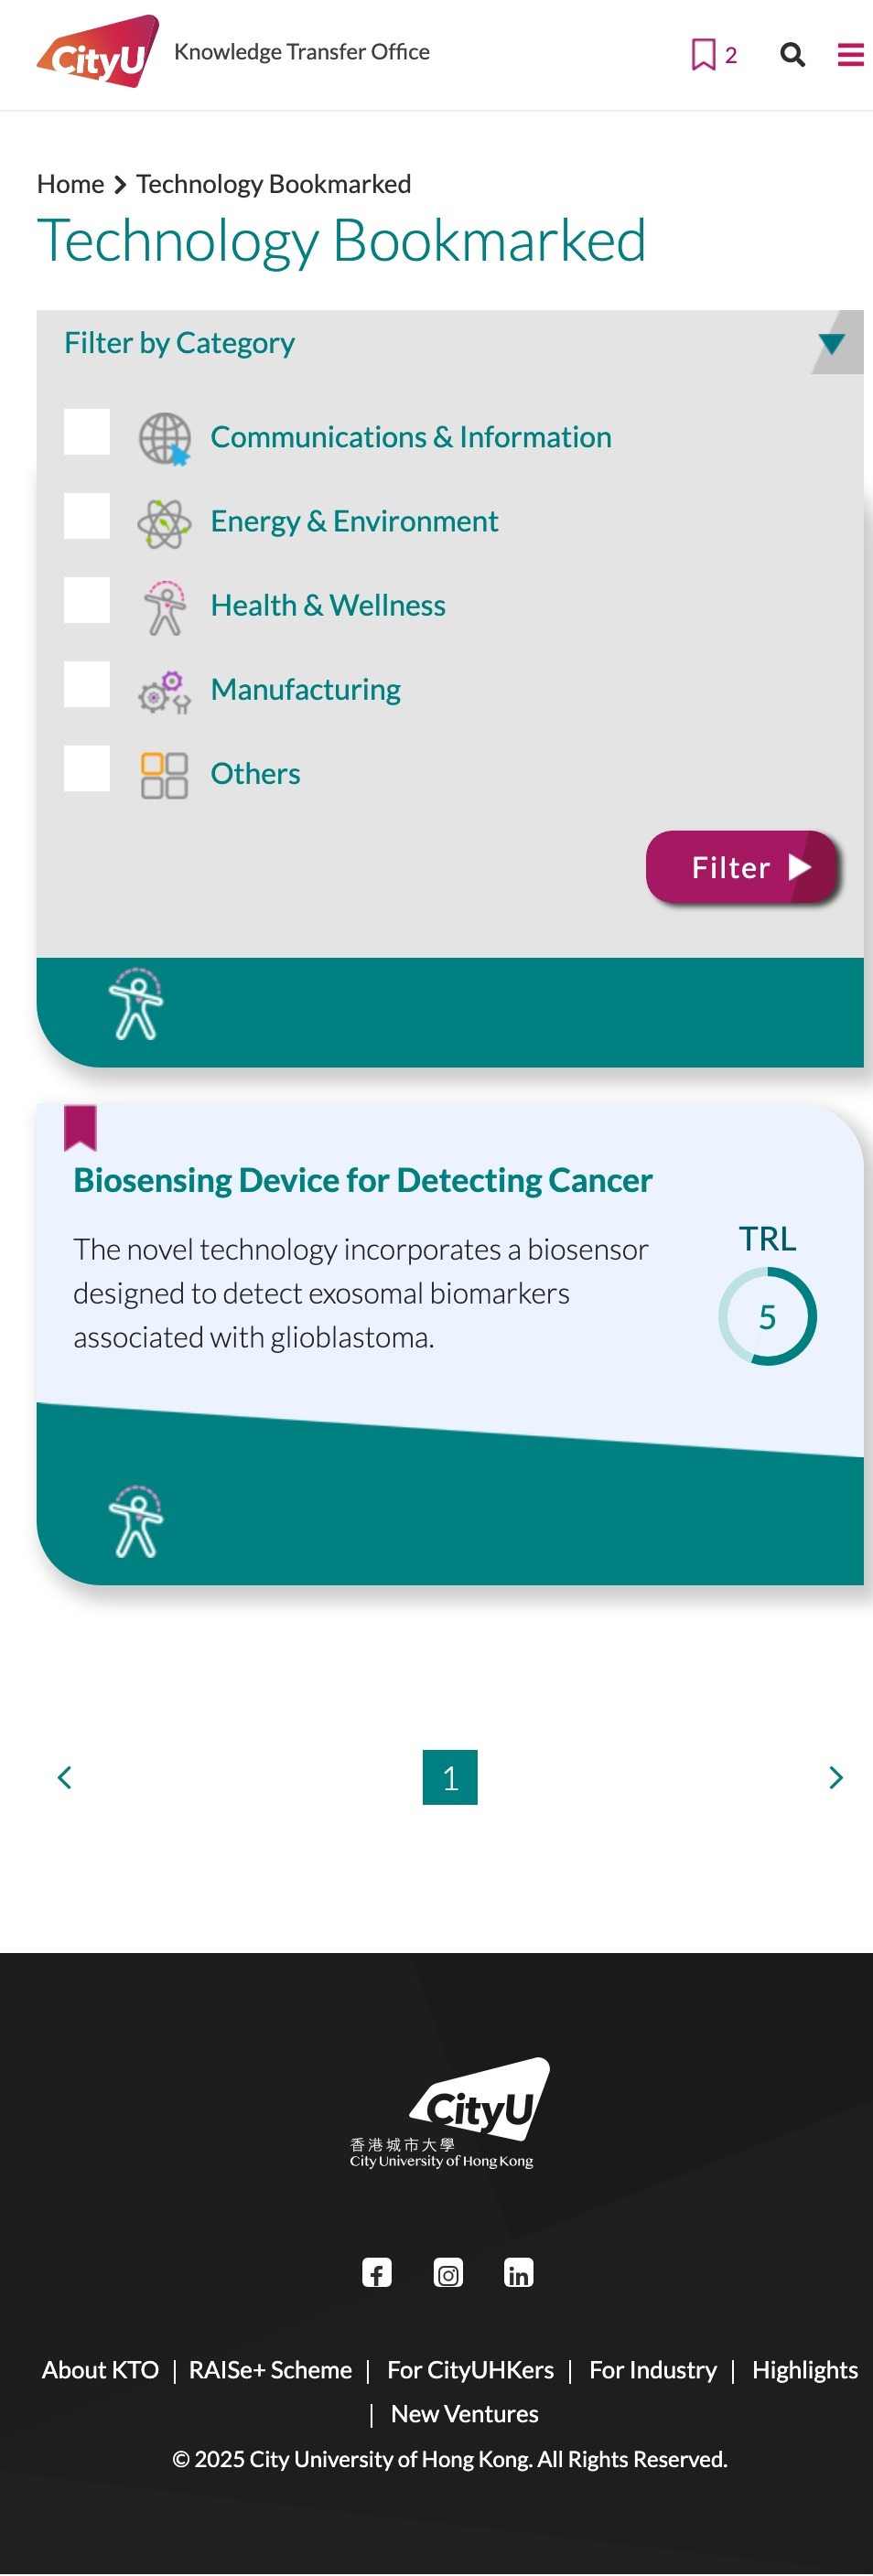 CityU Knowledge Transfer Office 2
Home Technology Bookmarked
Technology Bookmarked
Filter by Category
Communications & Information
Energy & Environment
Health & Wellness
Manufacturing
Others
Filter
Biosensing Device for Detecting Cancer
The novel technology incorporates a biosensor
designed to detect exosomal biomarkers
associated with glioblastoma.
TRL
5
1
CityU
香港城市大學
City University of Hong Kong
About KTO | RAISe+ Scheme | For CityUHKers | For Industry | Highlights
| New Ventures
© 2025 City University of Hong Kong. All Rights Reserved.